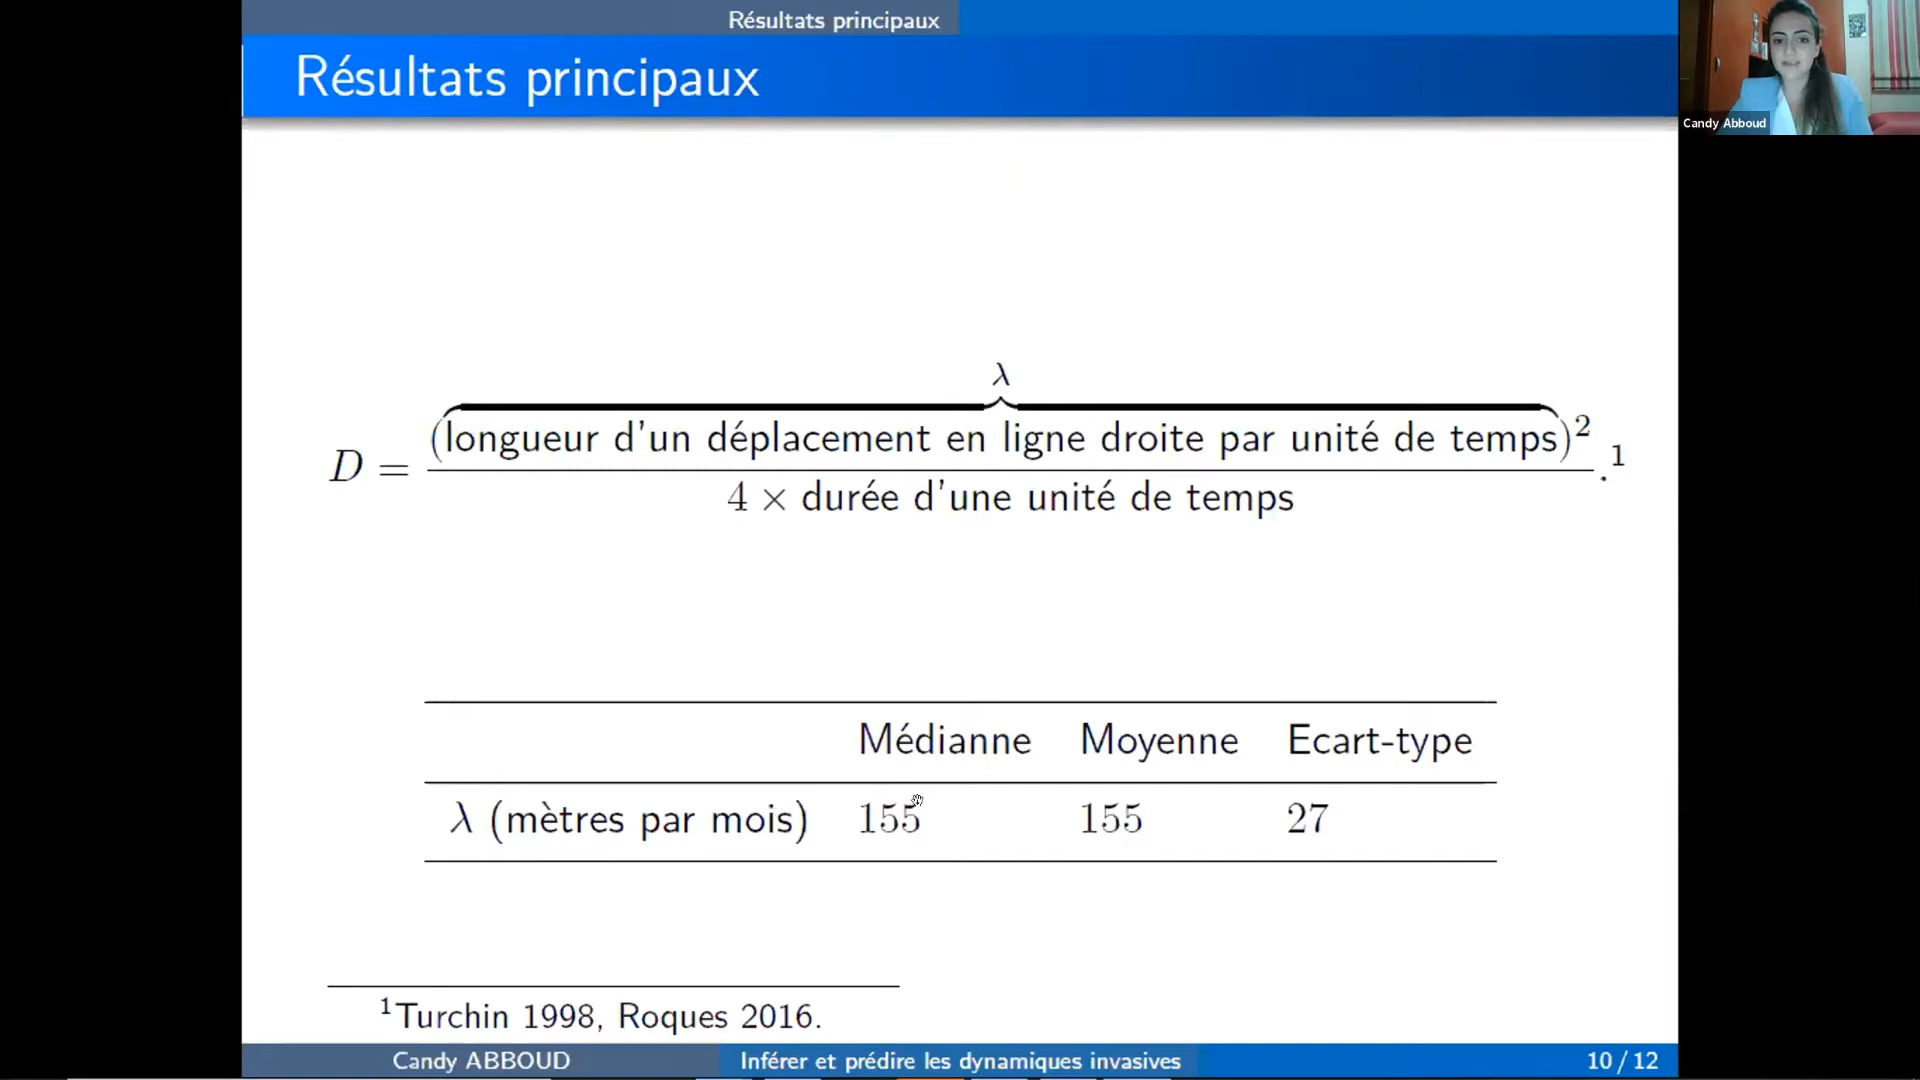 Résultats principaux
Résultats principaux
Candy Abboud
λ
D = (longueur d'un déplacement en ligne droite par unité de temps)² / 4 × durée d'une unité de temps .¹
Médianne Moyenne Ecart-type
λ (mètres par mois) 155 155 27
¹Turchin 1998, Roques 2016.
Candy ABBOUD Inférer et prédire les dynamiques invasives 10 / 12